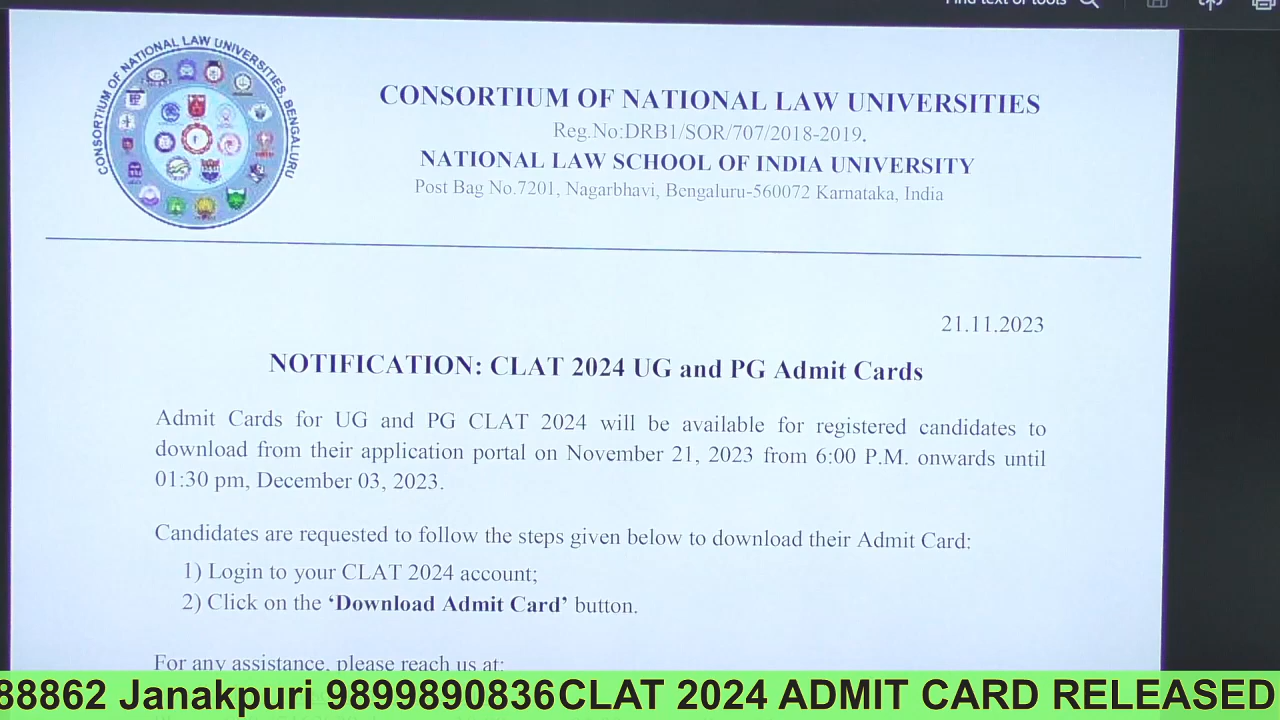 Find text or tools
CONSORTIUM OF NATIONAL LAW UNIVERSITIES, BENGALURU
CONSORTIUM OF NATIONAL LAW UNIVERSITIES
Reg.No:DRB1/SOR/707/2018-2019.
NATIONAL LAW SCHOOL OF INDIA UNIVERSITY
Post Bag No.7201, Nagarbhavi, Bengaluru-560072 Karnataka, India
21.11.2023
NOTIFICATION: CLAT 2024 UG and PG Admit Cards
Admit Cards for UG and PG CLAT 2024 will be available for registered candidates to
download from their application portal on November 21, 2023 from 6:00 P.M. onwards until
01:30 pm, December 03, 2023.
Candidates are requested to follow the steps given below to download their Admit Card:
1) Login to your CLAT 2024 account;
2) Click on the ‘Download Admit Card’ button.
For any assistance, please reach us at:
88862 Janakpuri 9899890836CLAT 2024 ADMIT CARD RELEASED